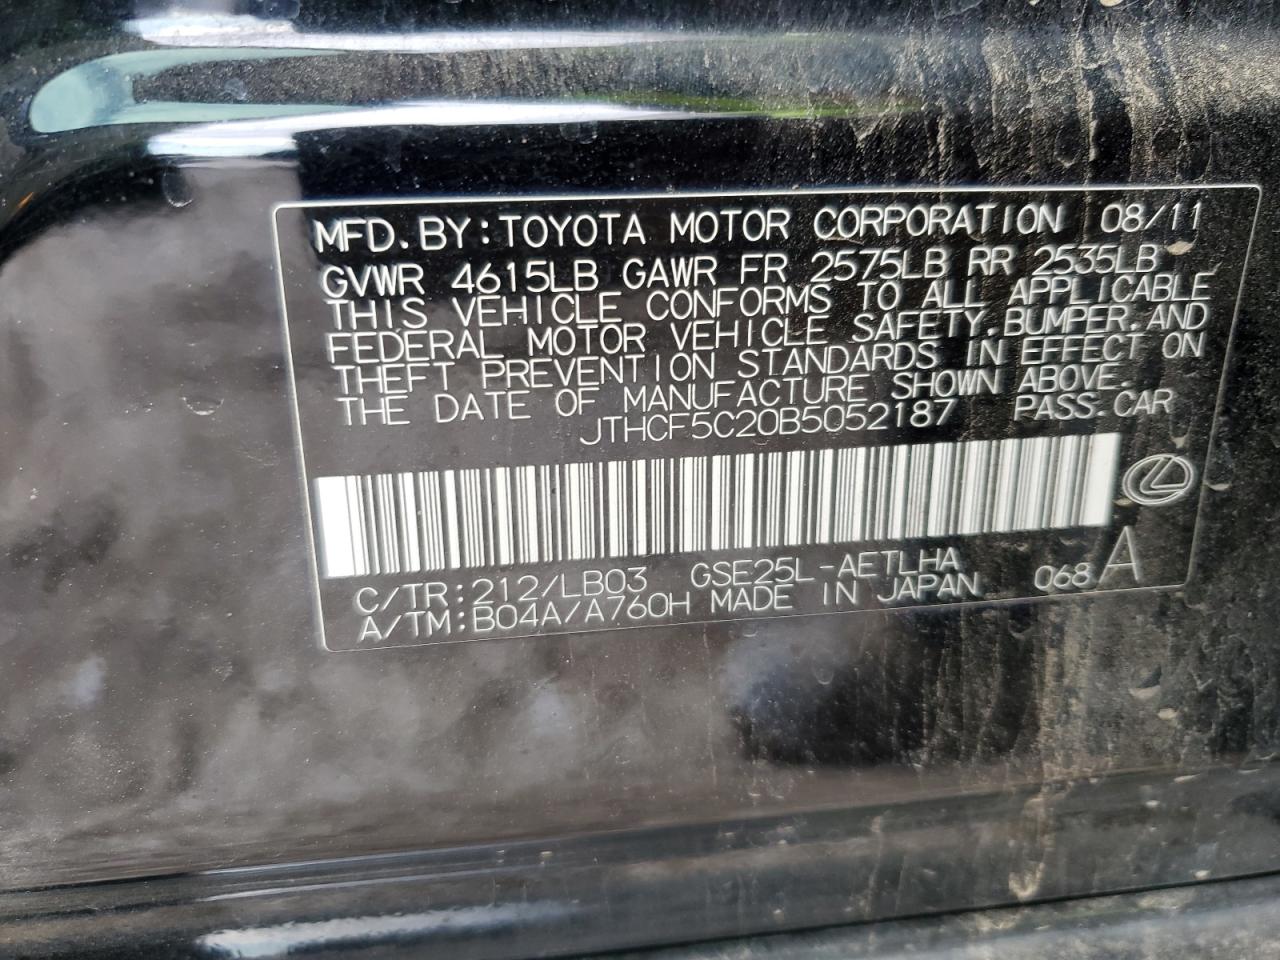 MFD. BY: TOYOTA MOTOR CORPORATION 08/11
GVWR 4615LB GAWR FR 2575LB RR 2535LB
THIS VEHICLE CONFORMS TO ALL APPLICABLE
FEDERAL MOTOR VEHICLE SAFETY, BUMPER, AND
THEFT PREVENTION STANDARDS IN EFFECT ON
THE DATE OF MANUFACTURE SHOWN ABOVE.
JTHCF5C20B5052187 PASS. CAR
C/TR: 212/LB03 GSE25L-AETLHA
A/TM: B04A/A760H MADE IN JAPAN 068 A